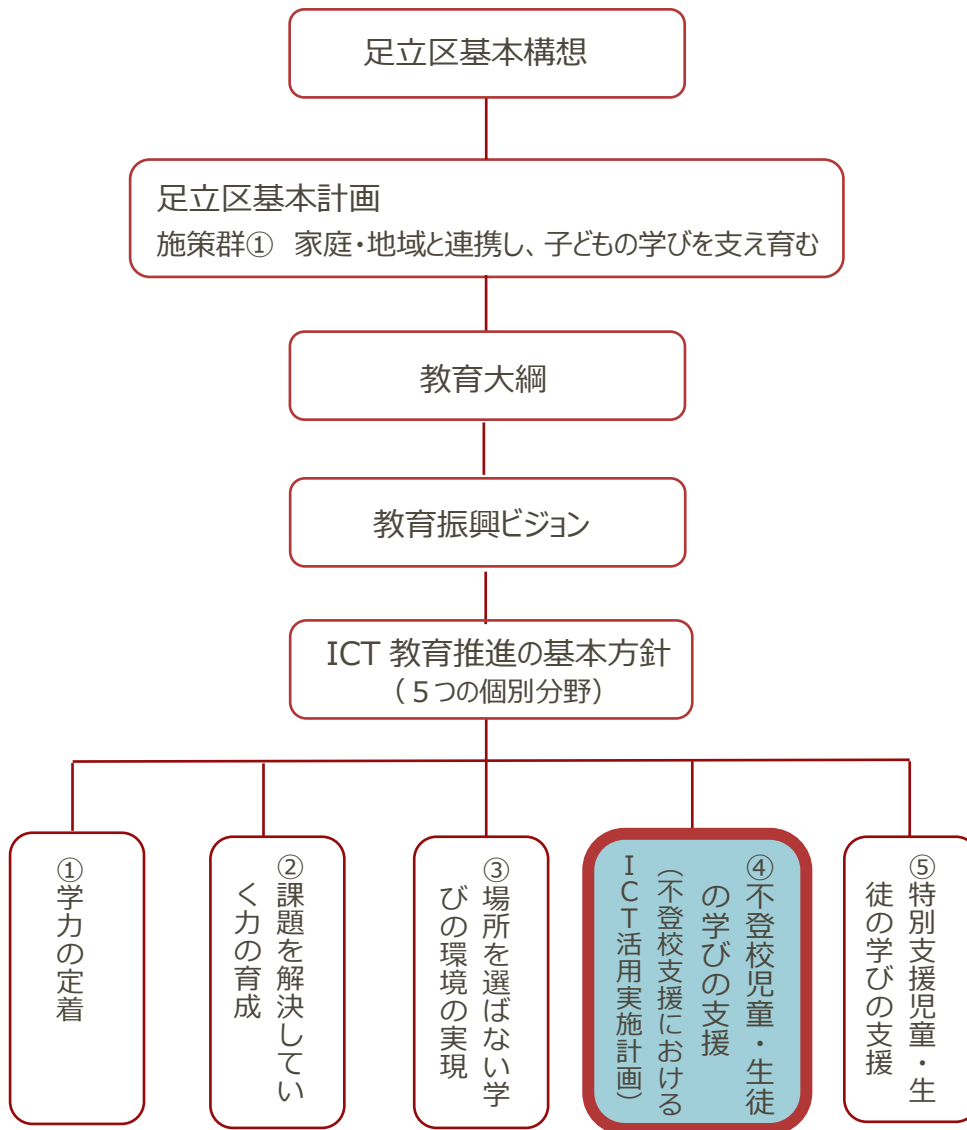 足立区基本構想
足立区基本計画
施策群① 家庭・地域と連携し、子どもの学びを支え育む
教育大綱
教育振興ビジョン
ICT 教育推進の基本方針
（５つの個別分野）
①学力の定着
②課題を解決してい
く力の育成
③場所を選ばない学
びの環境の実現
④不登校児童・生徒
の学びの支援
（不登校支援における
ＩＣＴ活用実施計画）
⑤特別支援児童・生
徒の学びの支援